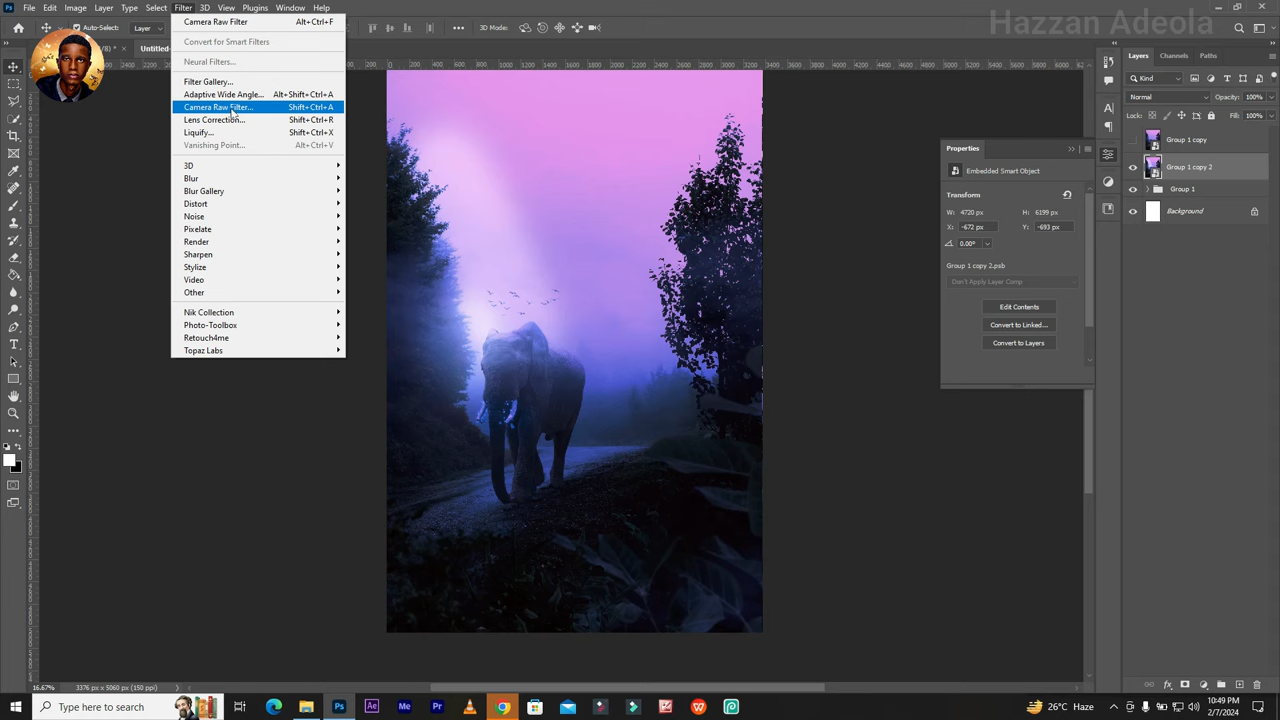 File Edit Image Layer Type Select Filter 3D View Plugins Window Help
Hazzan Adeo
Auto-Select: Layer
3D Mode:
Camera Raw Filter Alt+Ctrl+F
Convert for Smart Filters
Neural Filters...
Filter Gallery...
Adaptive Wide Angle... Alt+Shift+Ctrl+A
Camera Raw Filter... Shift+Ctrl+A
Lens Correction... Shift+Ctrl+R
Liquify... Shift+Ctrl+X
Vanishing Point... Alt+Ctrl+V
3D
Blur
Blur Gallery
Distort
Noise
Pixelate
Render
Sharpen
Stylize
Video
Other
Nik Collection
Photo-Toolbox
Retouch4me
Topaz Labs
/8) * Untitled-
Layers Channels Paths
Kind
Normal Opacity: 100%
Lock: Fill: 100%
Group 1 copy
Group 1 copy 2
Group 1
Background
Properties
Embedded Smart Object
Transform
W: 4720 px H: 6199 px
X: -672 px Y: -693 px
0.00°
Group 1 copy 2.psb
Don't Apply Layer Comp
Edit Contents
Convert to Linked...
Convert to Layers
16.67% 3376 px x 5060 px (150 ppi)
Type here to search
26°C Haze
10:49 PM
2/7/2024